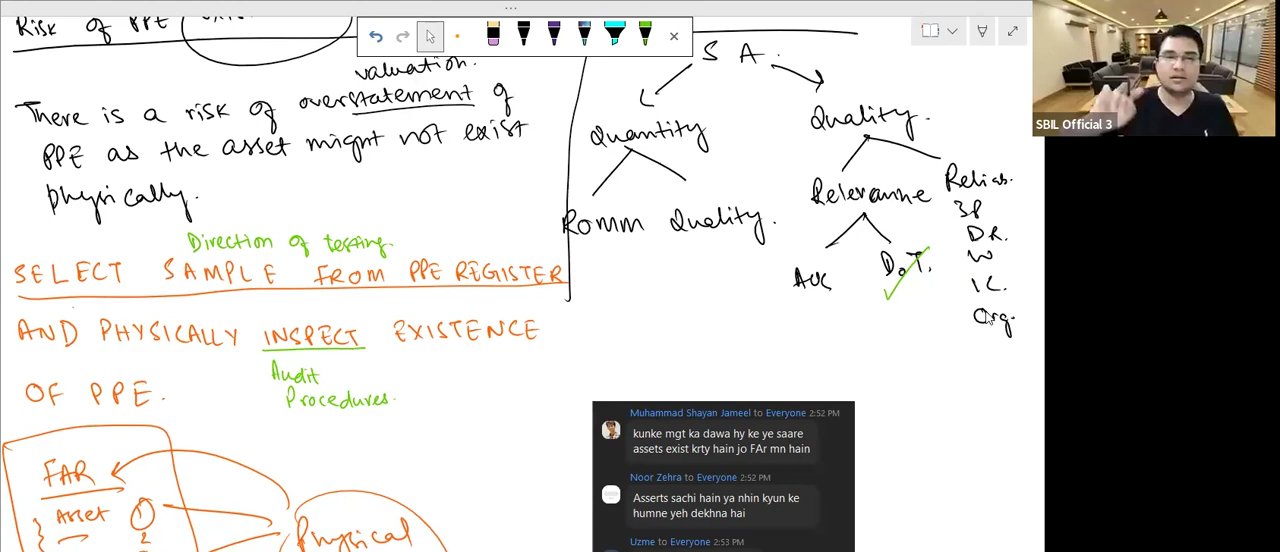 Risk of PPE
valuation.
There is a risk of overstatement of
PPE as the asset might not exist
physically.
Direction of testing.
SELECT SAMPLE FROM PPE REGISTER
AND PHYSICALLY INSPECT EXISTENCE
Audit
Procedures.
OF PPE.
FAR
Asset 1
2
Physical
S A.
Quantity
Quality.
Romm Quality.
Relevance
Reliab.
3P
D.R.
W
IC.
Org.
D.o.T.
SBIL Official 3
Muhammad Shayan Jameel to Everyone 2:52 PM
kunke mgt ka dawa hy ke ye saare
assets exist krty hain jo FAr mn hain
Noor Zehra to Everyone 2:52 PM
Asserts sachi hain ya nhin kyun ke
humne yeh dekhna hai
Uzme to Everyone 2:53 PM